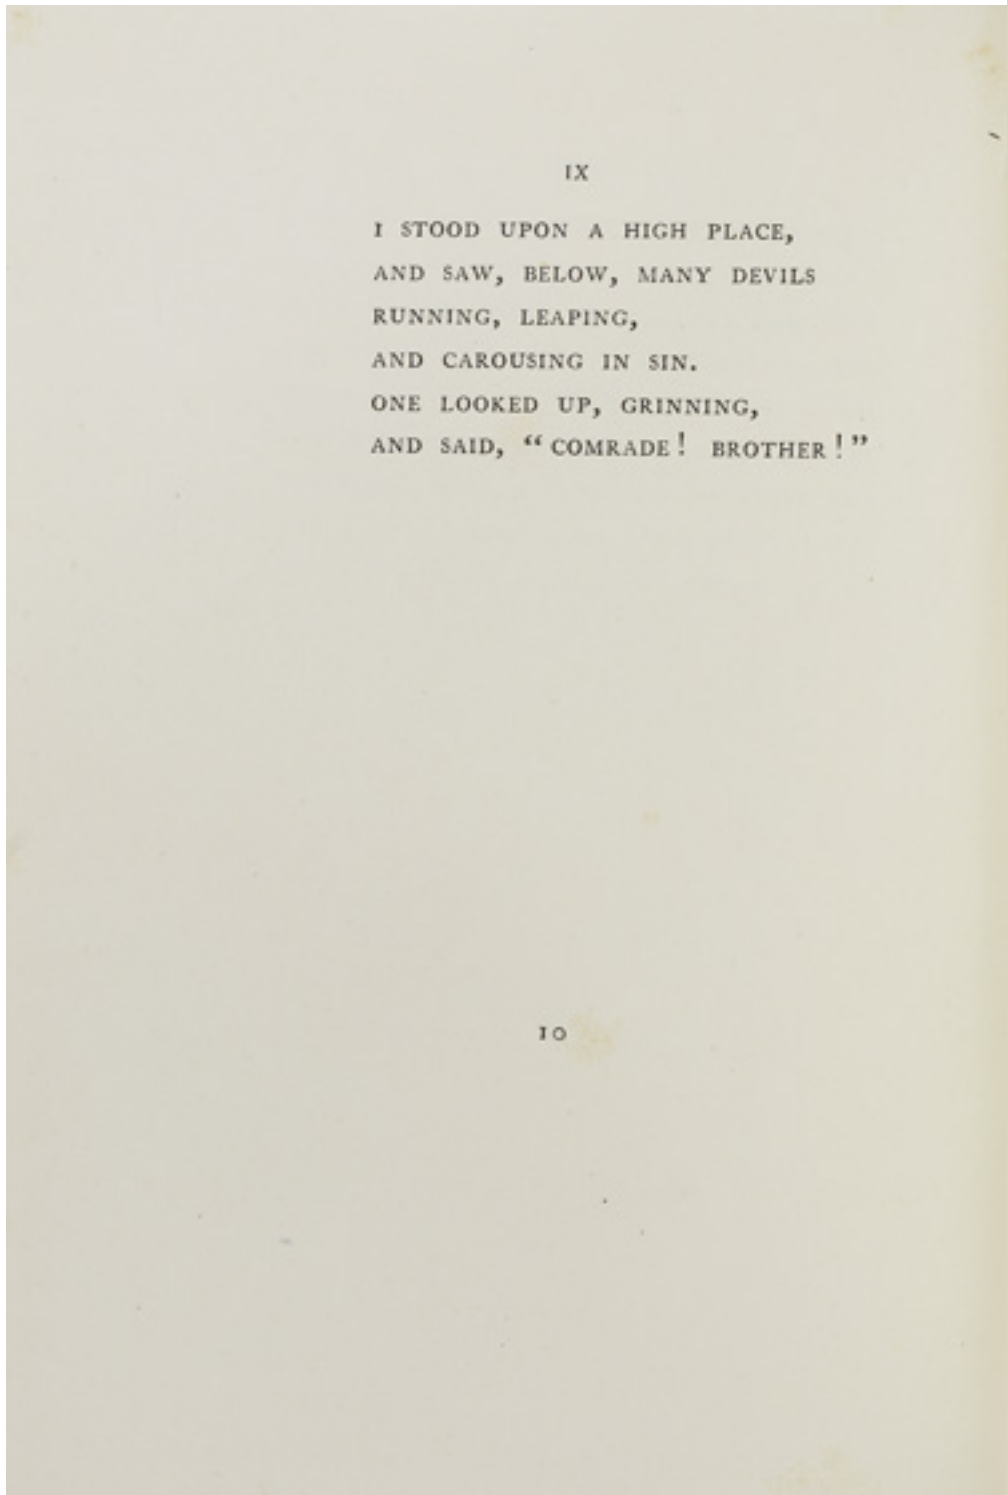 IX
I STOOD UPON A HIGH PLACE,
AND SAW, BELOW, MANY DEVILS
RUNNING, LEAPING,
AND CAROUSING IN SIN.
ONE LOOKED UP, GRINNING,
AND SAID, “COMRADE! BROTHER!”
10